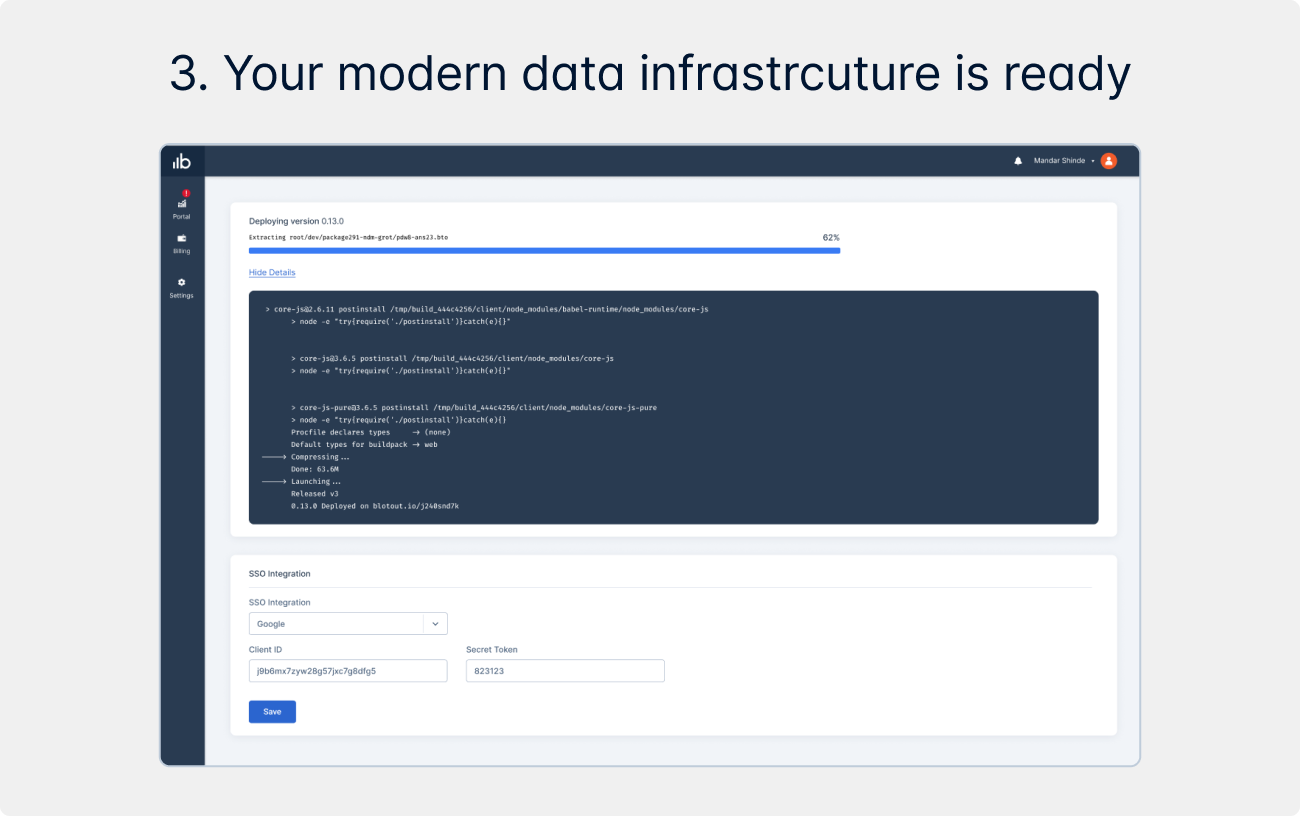 3. Your modern data infrastrcuture is ready
ıılb
Mandar Shinde
!
Portal
Billing
Settings
Deploying version 0.13.0
Extracting root/dev/package291-mdm-grot/pdw8-ans23.bto
62%
Hide Details
> core-js@2.6.11 postinstall /tmp/build_444c4256/client/node_modules/babel-runtime/node_modules/core-js
> node -e "try{require('./postinstall')}catch(e){}"
> core-js@3.6.5 postinstall /tmp/build_444c4256/client/node_modules/core-js
> node -e "try{require('./postinstall')}catch(e){}"
> core-js-pure@3.6.5 postinstall /tmp/build_444c4256/client/node_modules/core-js-pure
> node -e "try{require('./postinstall')}catch(e){}
Procfile declares types → (none)
Default types for buildpack → web
⟶ Compressing...
Done: 63.6M
⟶ Launching...
Released v3
0.13.0 Deployed on blotout.io/j240snd7k
SSO Integration
SSO Integration
Google
Client ID
Secret Token
j9b6mx7zyw28g57jxc7g8dfg5
823123
Save